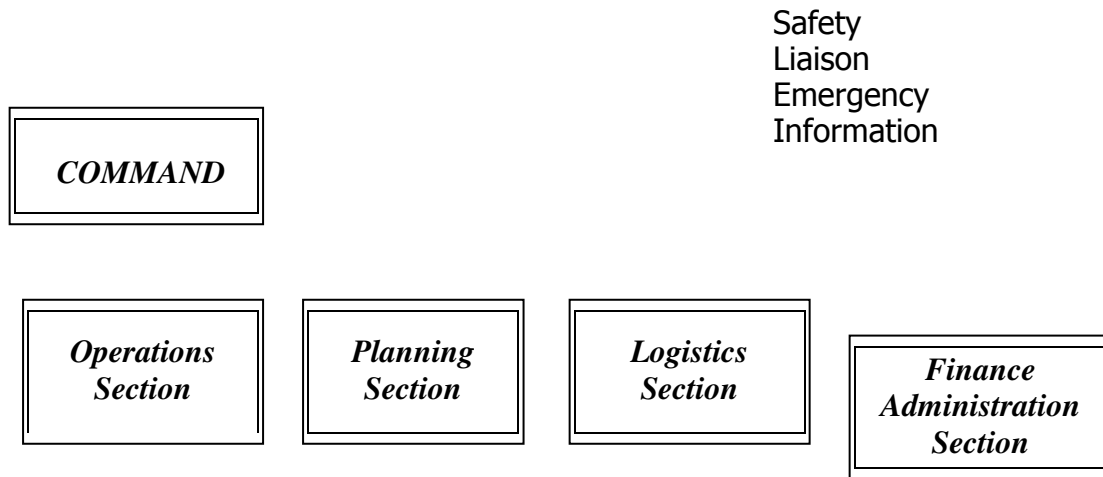 Safety
Liaison
Emergency
Information
COMMAND
Operations
Section
Planning
Section
Logistics
Section
Finance
Administration
Section